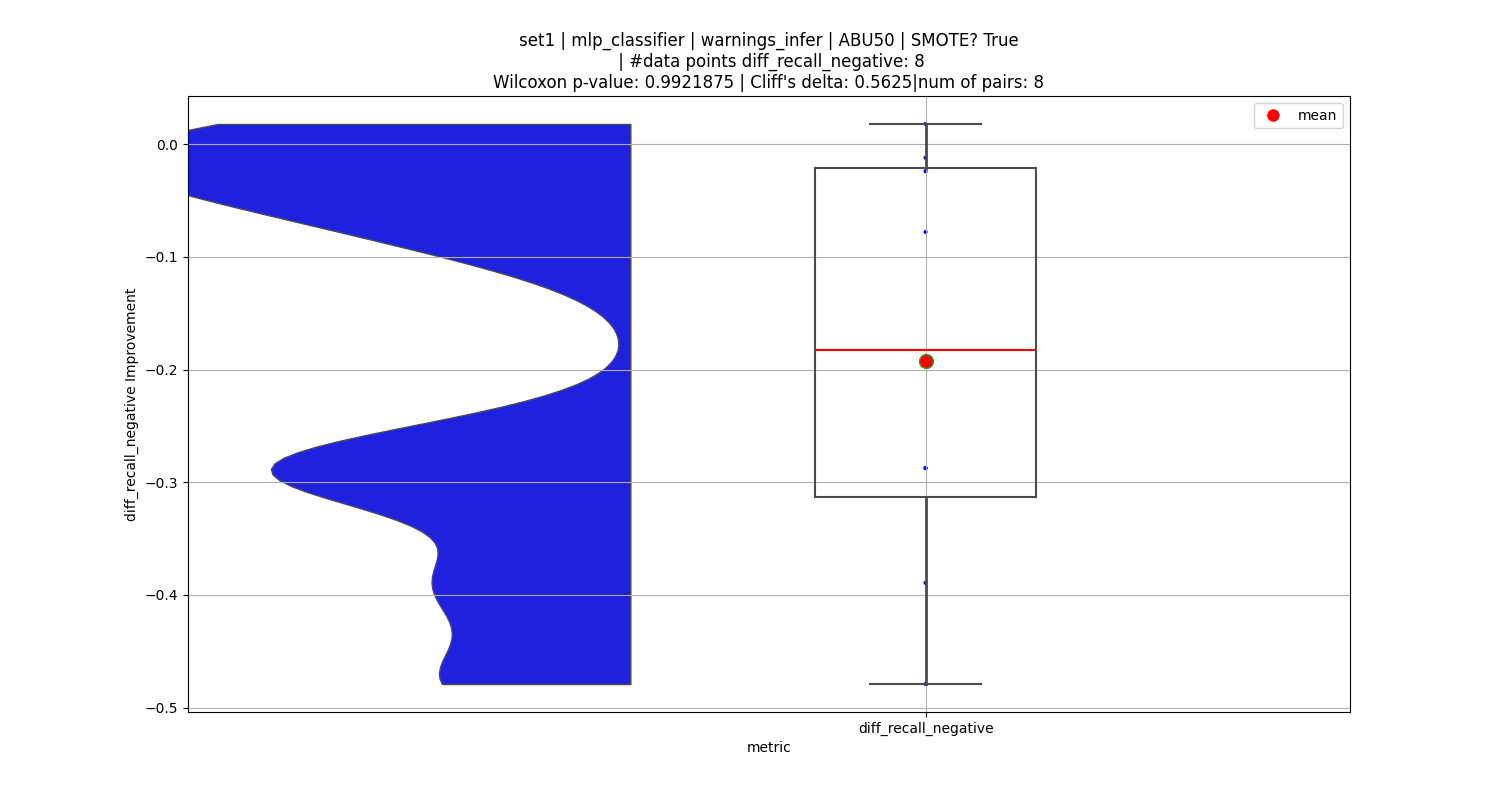 set1 | mlp_classifier | warnings_infer | ABU50 | SMOTE? True
| #data points diff_recall_negative: 8
Wilcoxon p-value: 0.9921875 | Cliff's delta: 0.5625|num of pairs: 8
mean
0.0
−0.1
−0.2
−0.3
−0.4
−0.5
diff_recall_negative Improvement
diff_recall_negative
metric